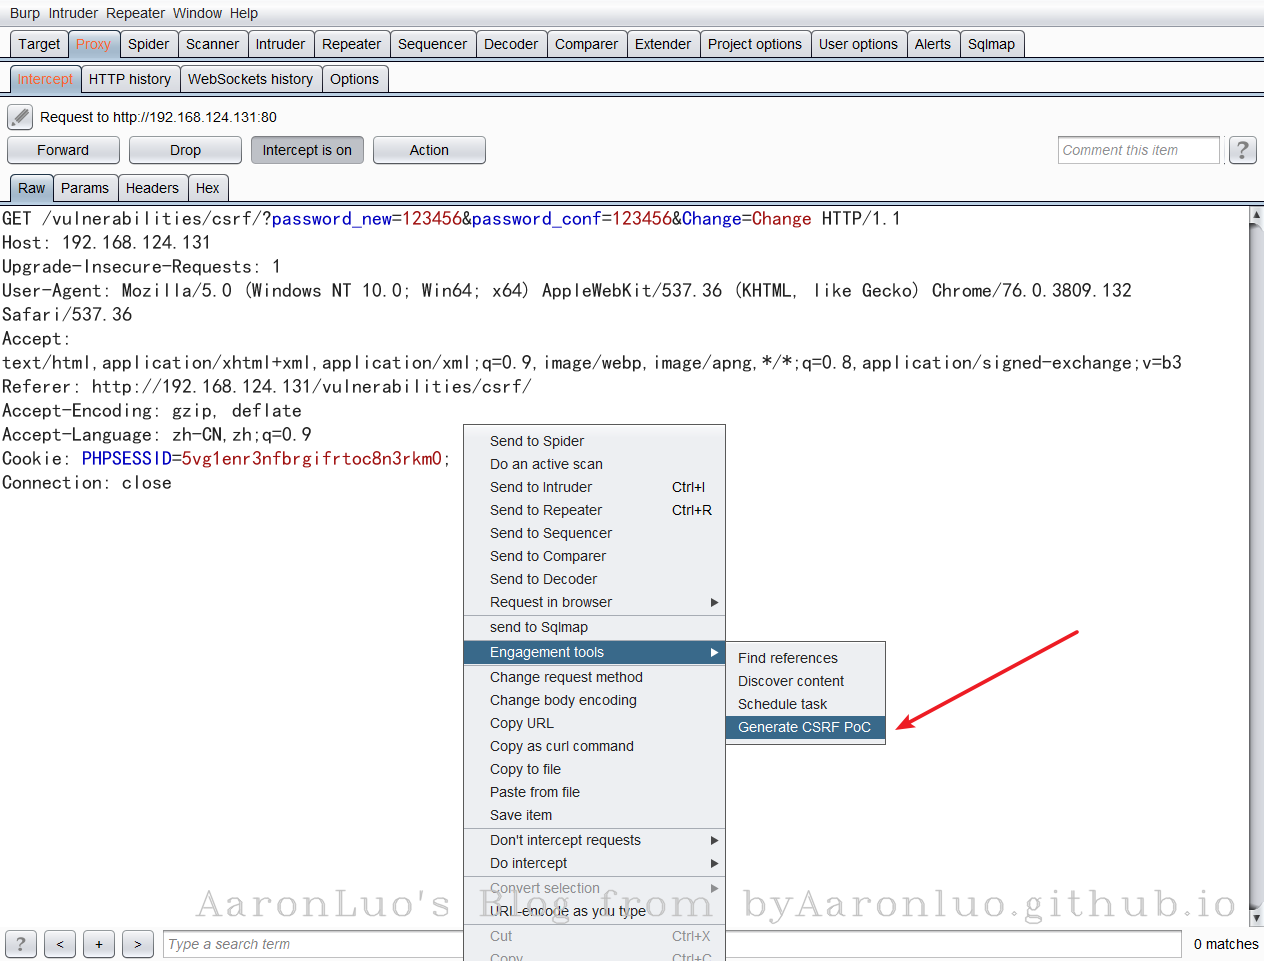 Burp Intruder Repeater Window Help
Target Proxy Spider Scanner Intruder Repeater Sequencer Decoder Comparer Extender Project options User options Alerts Sqlmap
Intercept HTTP history WebSockets history Options
Request to http://192.168.124.131:80
Forward Drop Intercept is on Action Comment this item ?
Raw Params Headers Hex
GET /vulnerabilities/csrf/?password_new=123456&password_conf=123456&Change=Change HTTP/1.1
Host: 192.168.124.131
Upgrade-Insecure-Requests: 1
User-Agent: Mozilla/5.0 (Windows NT 10.0; Win64; x64) AppleWebKit/537.36 (KHTML, like Gecko) Chrome/76.0.3809.132
Safari/537.36
Accept:
text/html,application/xhtml+xml,application/xml;q=0.9,image/webp,image/apng,*/*;q=0.8,application/signed-exchange;v=b3
Referer: http://192.168.124.131/vulnerabilities/csrf/
Accept-Encoding: gzip, deflate
Accept-Language: zh-CN,zh;q=0.9
Cookie: PHPSESSID=5vg1enr3nfbrgifrtoc8n3rkm0;
Connection: close
Send to Spider
Do an active scan
Send to Intruder Ctrl+I
Send to Repeater Ctrl+R
Send to Sequencer
Send to Comparer
Send to Decoder
Request in browser
send to Sqlmap
Engagement tools
Find references
Discover content
Schedule task
Generate CSRF PoC
Change request method
Change body encoding
Copy URL
Copy as curl command
Copy to file
Paste from file
Save item
Don't intercept requests
Do intercept
Convert selection
URL-encode as you type
Cut Ctrl+X
Copy Ctrl+C
AaronLuo's Blog from byAaronluo.github.io
? < + > Type a search term 0 matches